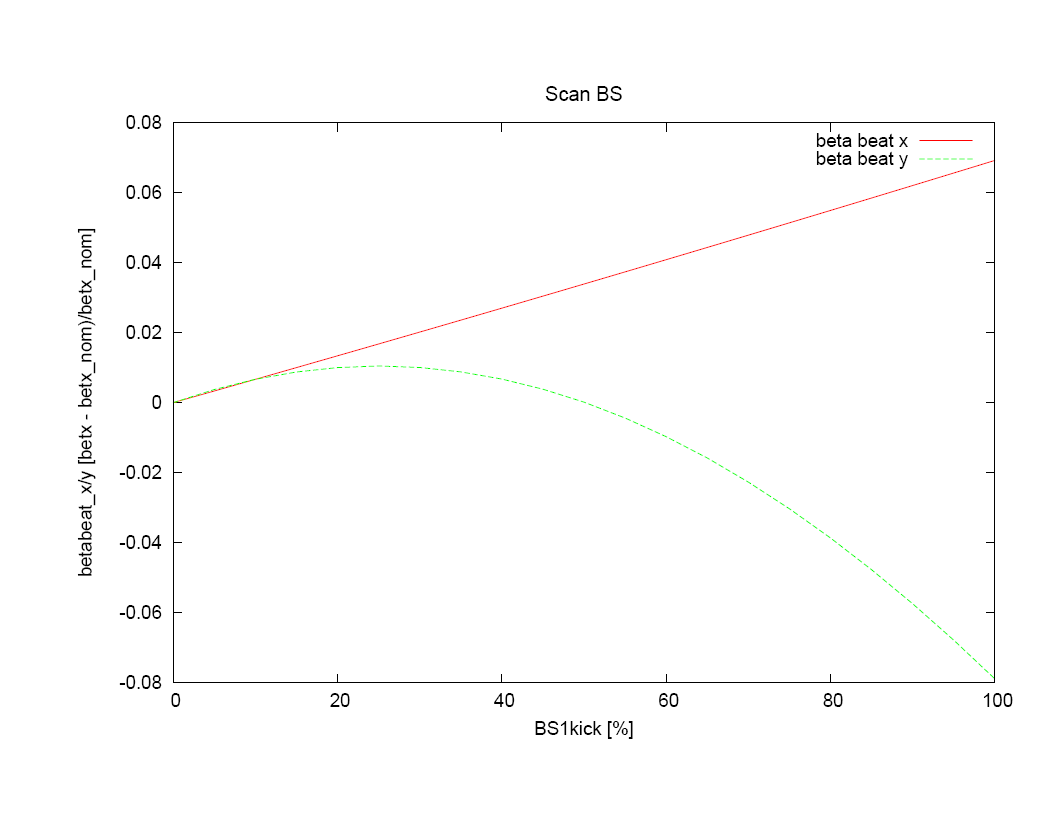 Scan BS
beta beat x
beta beat y
0.08
0.06
0.04
0.02
0
-0.02
-0.04
-0.06
-0.08
0 20 40 60 80 100
BS1kick [%]
betabeat_x/y [betx - betx_nom)/betx_nom]